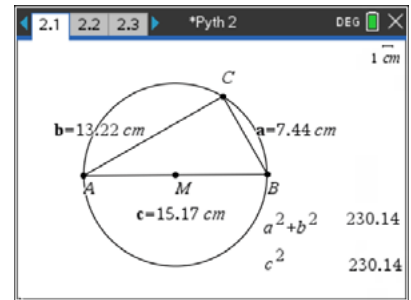 2.1 2.2 2.3 *Pyth 2 DEG
1 cm
C
b=13.22 cm
a=7.44 cm
A M B
c=15.17 cm
a²+b² 230.14
c² 230.14